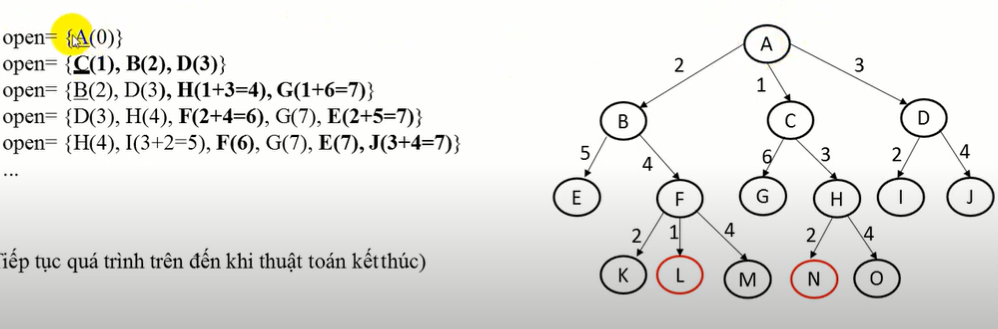 open= {A(0)}
open= {C(1), B(2), D(3)}
open= {B(2), D(3), H(1+3=4), G(1+6=7)}
open= {D(3), H(4), F(2+4=6), G(7), E(2+5=7)}
open= {H(4), I(3+2=5), F(6), G(7), E(7), J(3+4=7)}
...
iếp tục quá trình trên đến khi thuật toán kết thúc)
A
2 1 3
B C D
5 4 6 3 2 4
E F G H I J
2 1 4 2 4
K L M N O